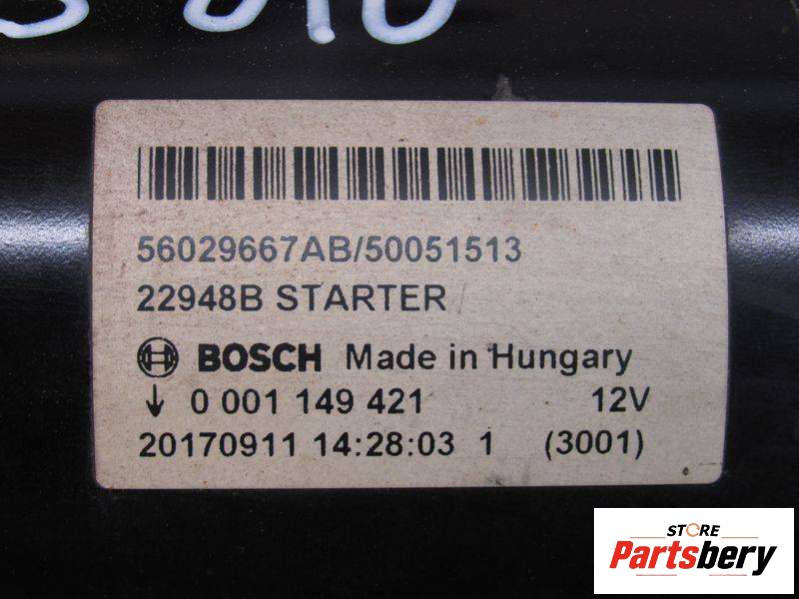 56029667AB/50051513
22948B STARTER
BOSCH Made in Hungary
↓ 0 001 149 421 12V
20170911 14:28:03 1 (3001)
STORE
Partsbery